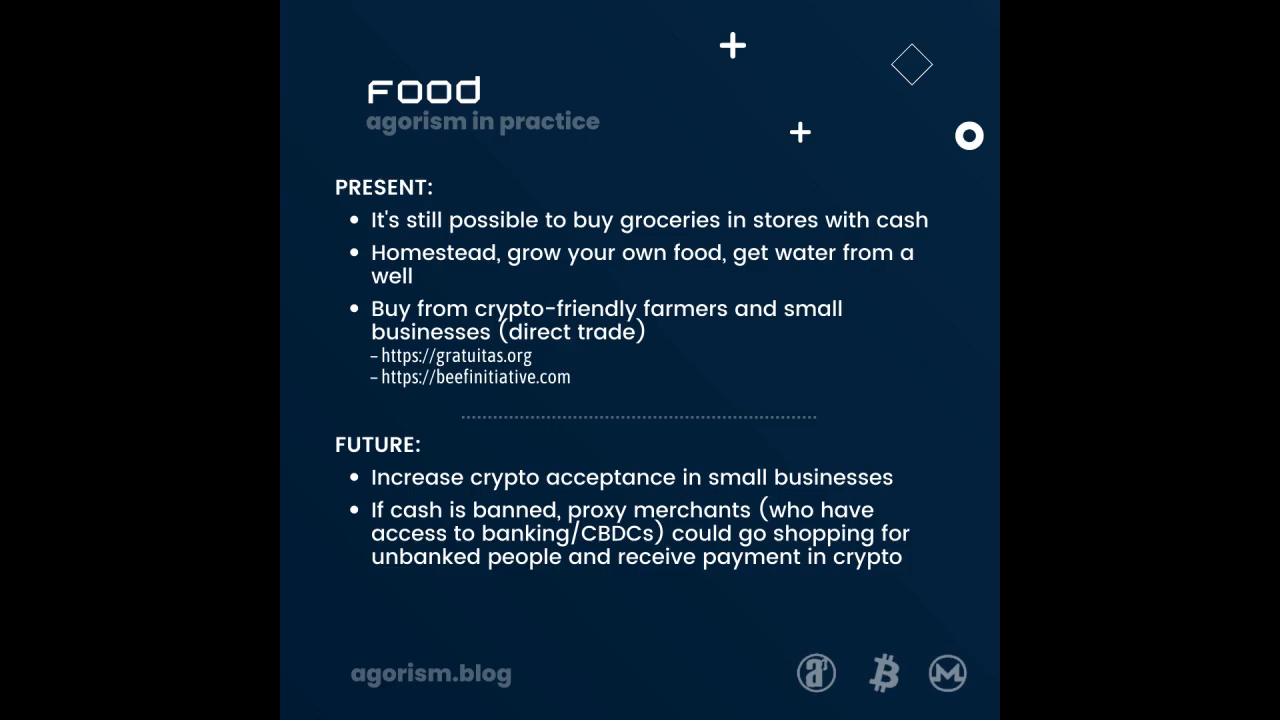 Food
agorism in practice
PRESENT:
• It's still possible to buy groceries in stores with cash
• Homestead, grow your own food, get water from a
well
• Buy from crypto-friendly farmers and small
businesses (direct trade)
– https://gratuitas.org
– https://beefinitiative.com
FUTURE:
• Increase crypto acceptance in small businesses
• If cash is banned, proxy merchants (who have
access to banking/CBDCs) could go shopping for
unbanked people and receive payment in crypto
agorism.blog